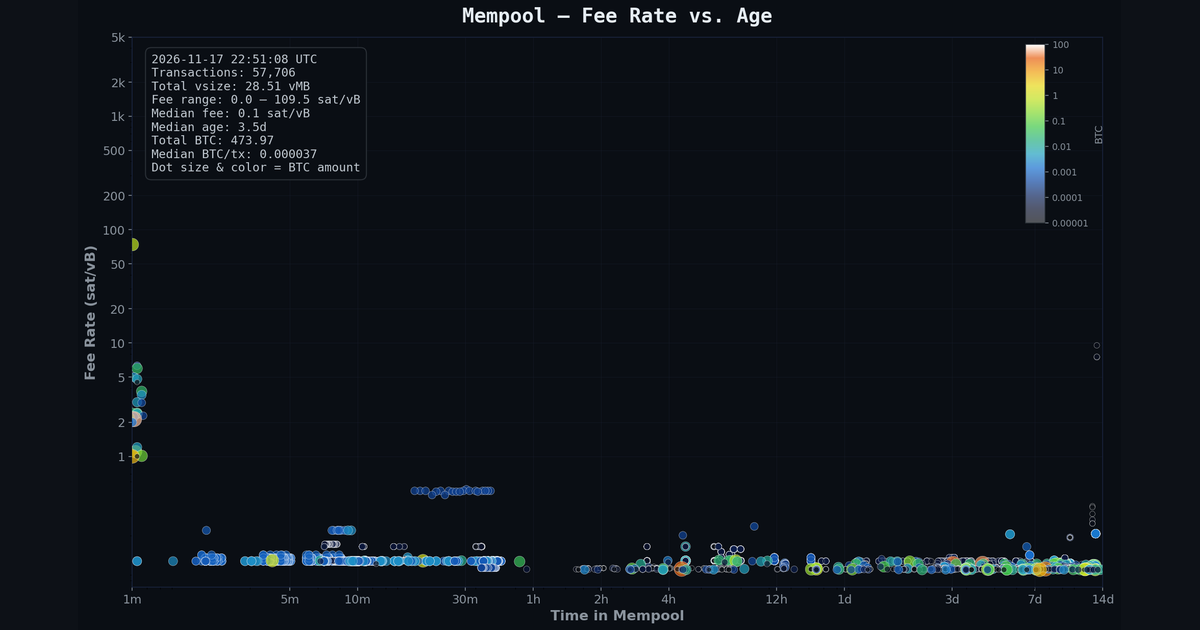 Mempool — Fee Rate vs. Age
2026-11-17 22:51:08 UTC
Transactions: 57,706
Total vsize: 28.51 vMB
Fee range: 0.0 – 109.5 sat/vB
Median fee: 0.1 sat/vB
Median age: 3.5d
Total BTC: 473.97
Median BTC/tx: 0.000037
Dot size & color = BTC amount
5k
2k
1k
500
200
100
50
20
10
5
2
1
Fee Rate (sat/vB)
100
10
1
0.1
0.01
0.001
0.0001
0.00001
BTC
1m
5m
10m
30m
1h
2h
4h
12h
1d
3d
7d
14d
Time in Mempool